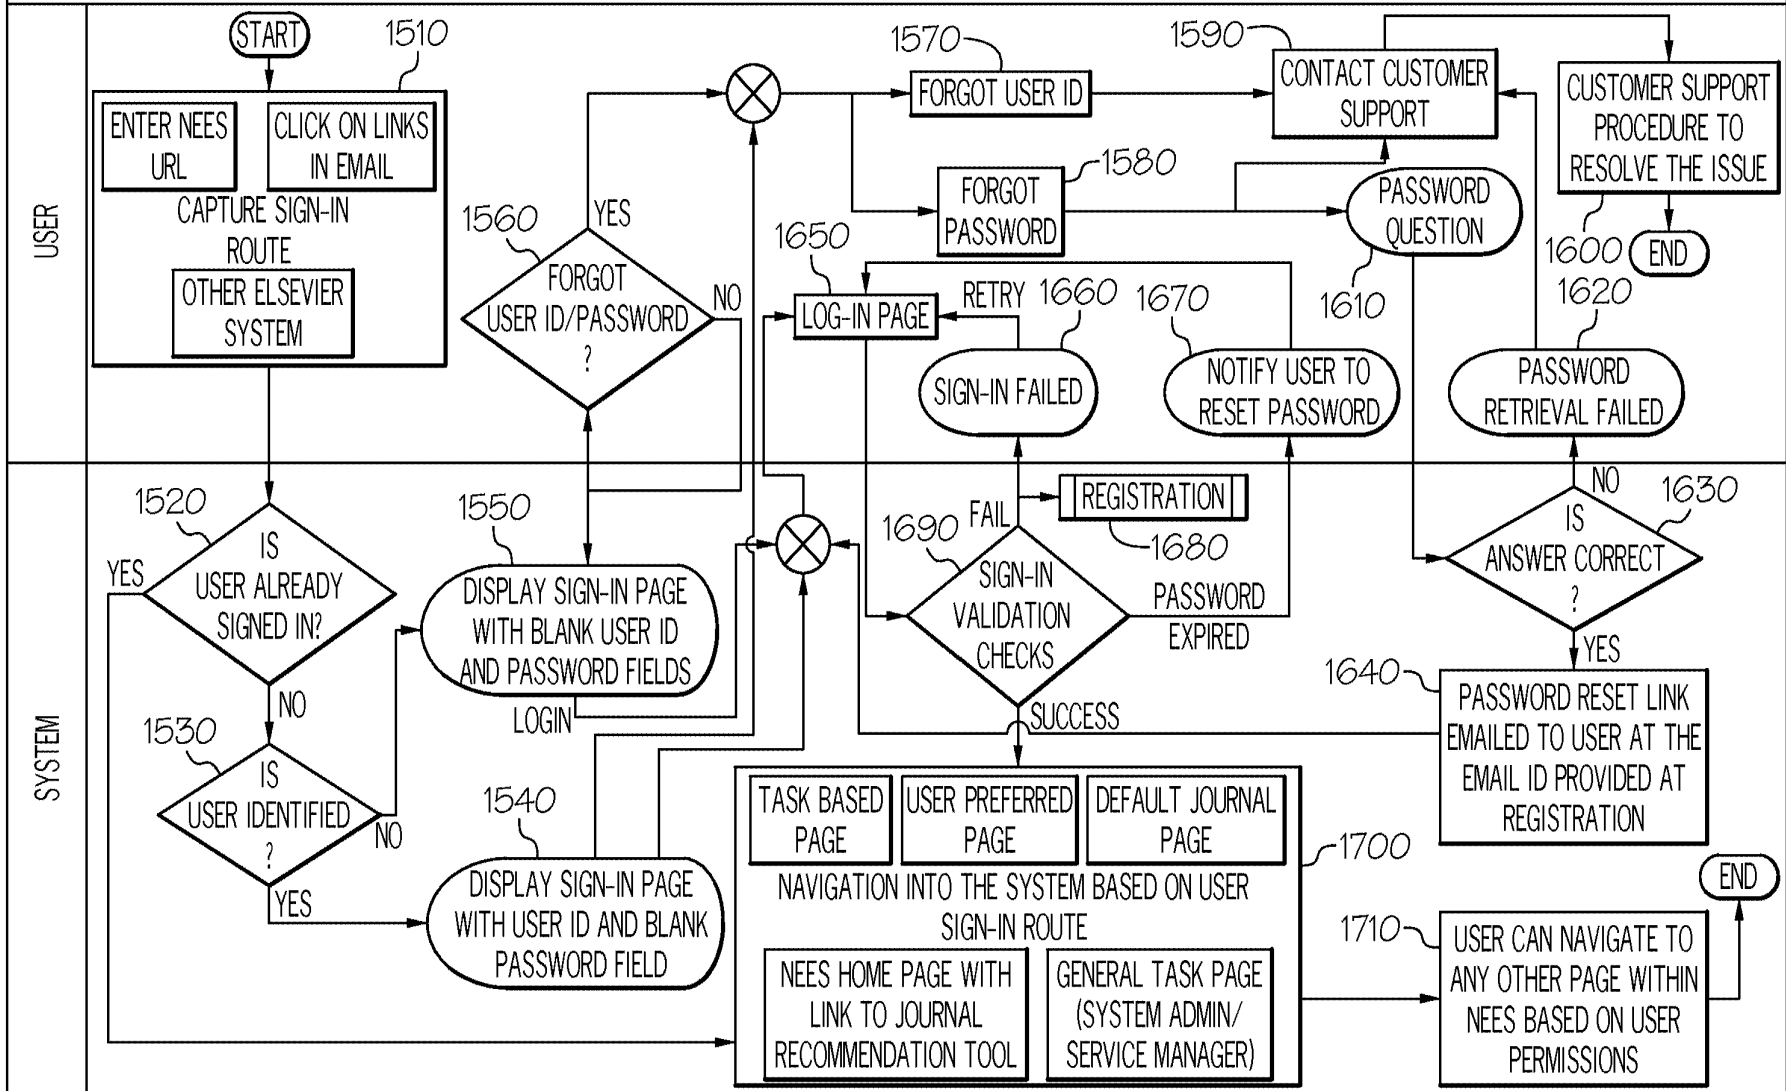 USER
START
1510
ENTER NEES
URL
CLICK ON LINKS
IN EMAIL
CAPTURE SIGN-IN
ROUTE
OTHER ELSEVIER
SYSTEM
1560
FORGOT
USER ID/PASSWORD
?
YES
NO
1570
FORGOT USER ID
1580
FORGOT
PASSWORD
1590
CONTACT CUSTOMER
SUPPORT
CUSTOMER SUPPORT
PROCEDURE TO
RESOLVE THE ISSUE
1600
END
PASSWORD
QUESTION
1610
1620
PASSWORD
RETRIEVAL FAILED
1650
LOG-IN PAGE
RETRY
1660
SIGN-IN FAILED
1670
NOTIFY USER TO
RESET PASSWORD
SYSTEM
1520
IS
USER ALREADY
SIGNED IN?
YES
NO
1530
IS
USER IDENTIFIED
?
NO
YES
1550
DISPLAY SIGN-IN PAGE
WITH BLANK USER ID
AND PASSWORD FIELDS
LOGIN
1540
DISPLAY SIGN-IN PAGE
WITH USER ID AND BLANK
PASSWORD FIELD
REGISTRATION
1680
FAIL
1690
SIGN-IN
VALIDATION
CHECKS
PASSWORD
EXPIRED
SUCCESS
NO
1630
IS
ANSWER CORRECT
?
YES
1640
PASSWORD RESET LINK
EMAILED TO USER AT THE
EMAIL ID PROVIDED AT
REGISTRATION
TASK BASED
PAGE
USER PREFERRED
PAGE
DEFAULT JOURNAL
PAGE
1700
NAVIGATION INTO THE SYSTEM BASED ON USER
SIGN-IN ROUTE
NEES HOME PAGE WITH
LINK TO JOURNAL
RECOMMENDATION TOOL
GENERAL TASK PAGE
(SYSTEM ADMIN/
SERVICE MANAGER)
1710
USER CAN NAVIGATE TO
ANY OTHER PAGE WITHIN
NEES BASED ON USER
PERMISSIONS
END